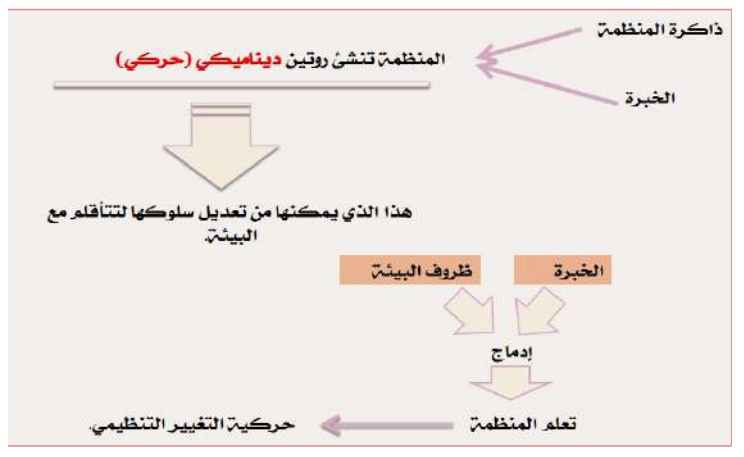 ذاكرة المنظمة
المنظمة تنشئ روتين ديناميكي (حركي)
الخبرة
هذا الذي يمكنها من تعديل سلوكها لتتأقلم مع
البيئة.
الخبرة
ظروف البيئة
إدماج
تعلم المنظمة
حركية التغيير التنظيمي.